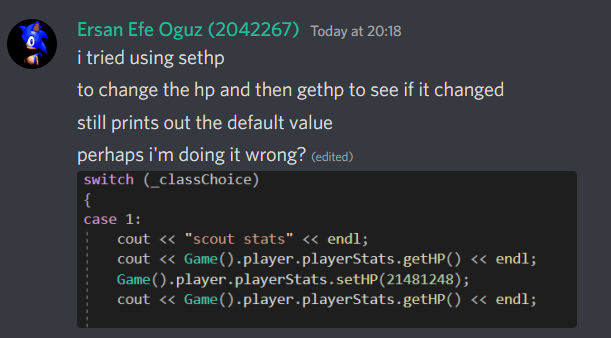 Ersan Efe Oguz (2042267) Today at 20:18
i tried using sethp
to change the hp and then gethp to see if it changed
still prints out the default value
perhaps i'm doing it wrong? (edited)
switch (_classChoice)
{
case 1:
    cout << "scout stats" << endl;
    cout << Game().player.playerStats.getHP() << endl;
    Game().player.playerStats.setHP(21481248);
    cout << Game().player.playerStats.getHP() << endl;